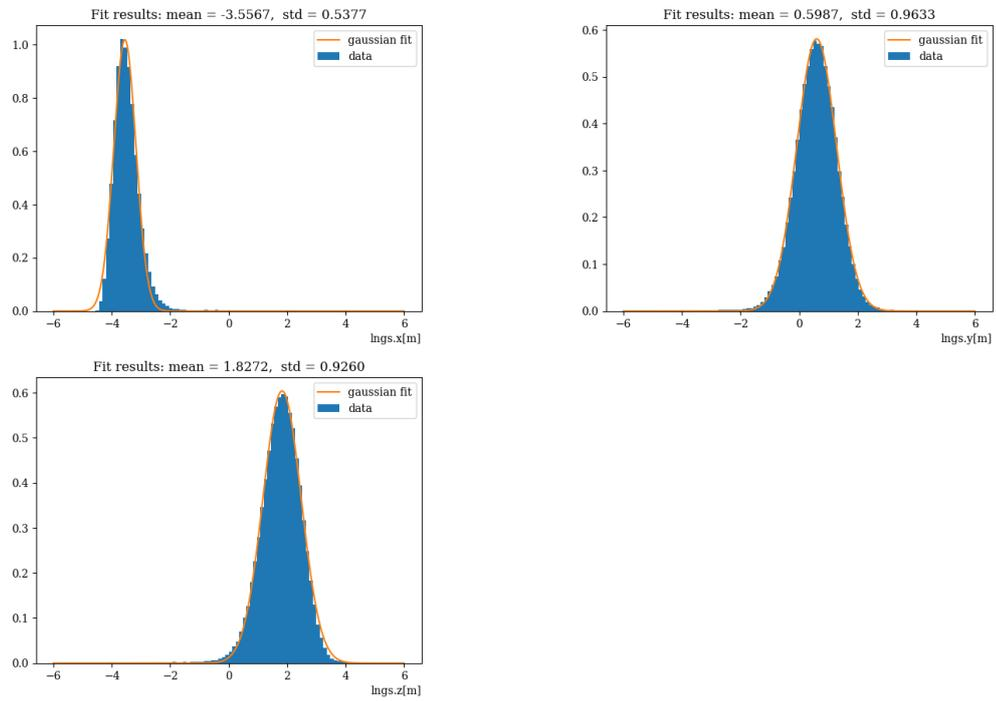 Fit results: mean = -3.5567,  std = 0.5377
gaussian fit
data
1.0
0.8
0.6
0.4
0.2
0.0
−6 −4 −2 0 2 4 6
lngs.x[m]
Fit results: mean = 0.5987,  std = 0.9633
gaussian fit
data
0.6
0.5
0.4
0.3
0.2
0.1
0.0
−6 −4 −2 0 2 4 6
lngs.y[m]
Fit results: mean = 1.8272,  std = 0.9260
gaussian fit
data
0.6
0.5
0.4
0.3
0.2
0.1
0.0
−6 −4 −2 0 2 4 6
lngs.z[m]